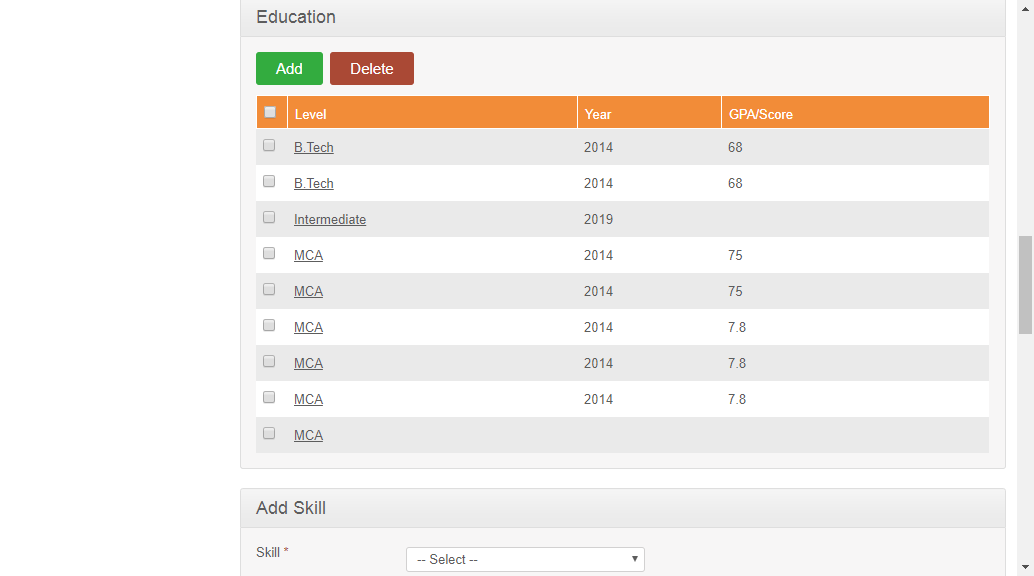 Education
Add Delete
Level Year GPA/Score
B.Tech 2014 68
B.Tech 2014 68
Intermediate 2019
MCA 2014 75
MCA 2014 75
MCA 2014 7.8
MCA 2014 7.8
MCA 2014 7.8
MCA
Add Skill
Skill * -- Select --